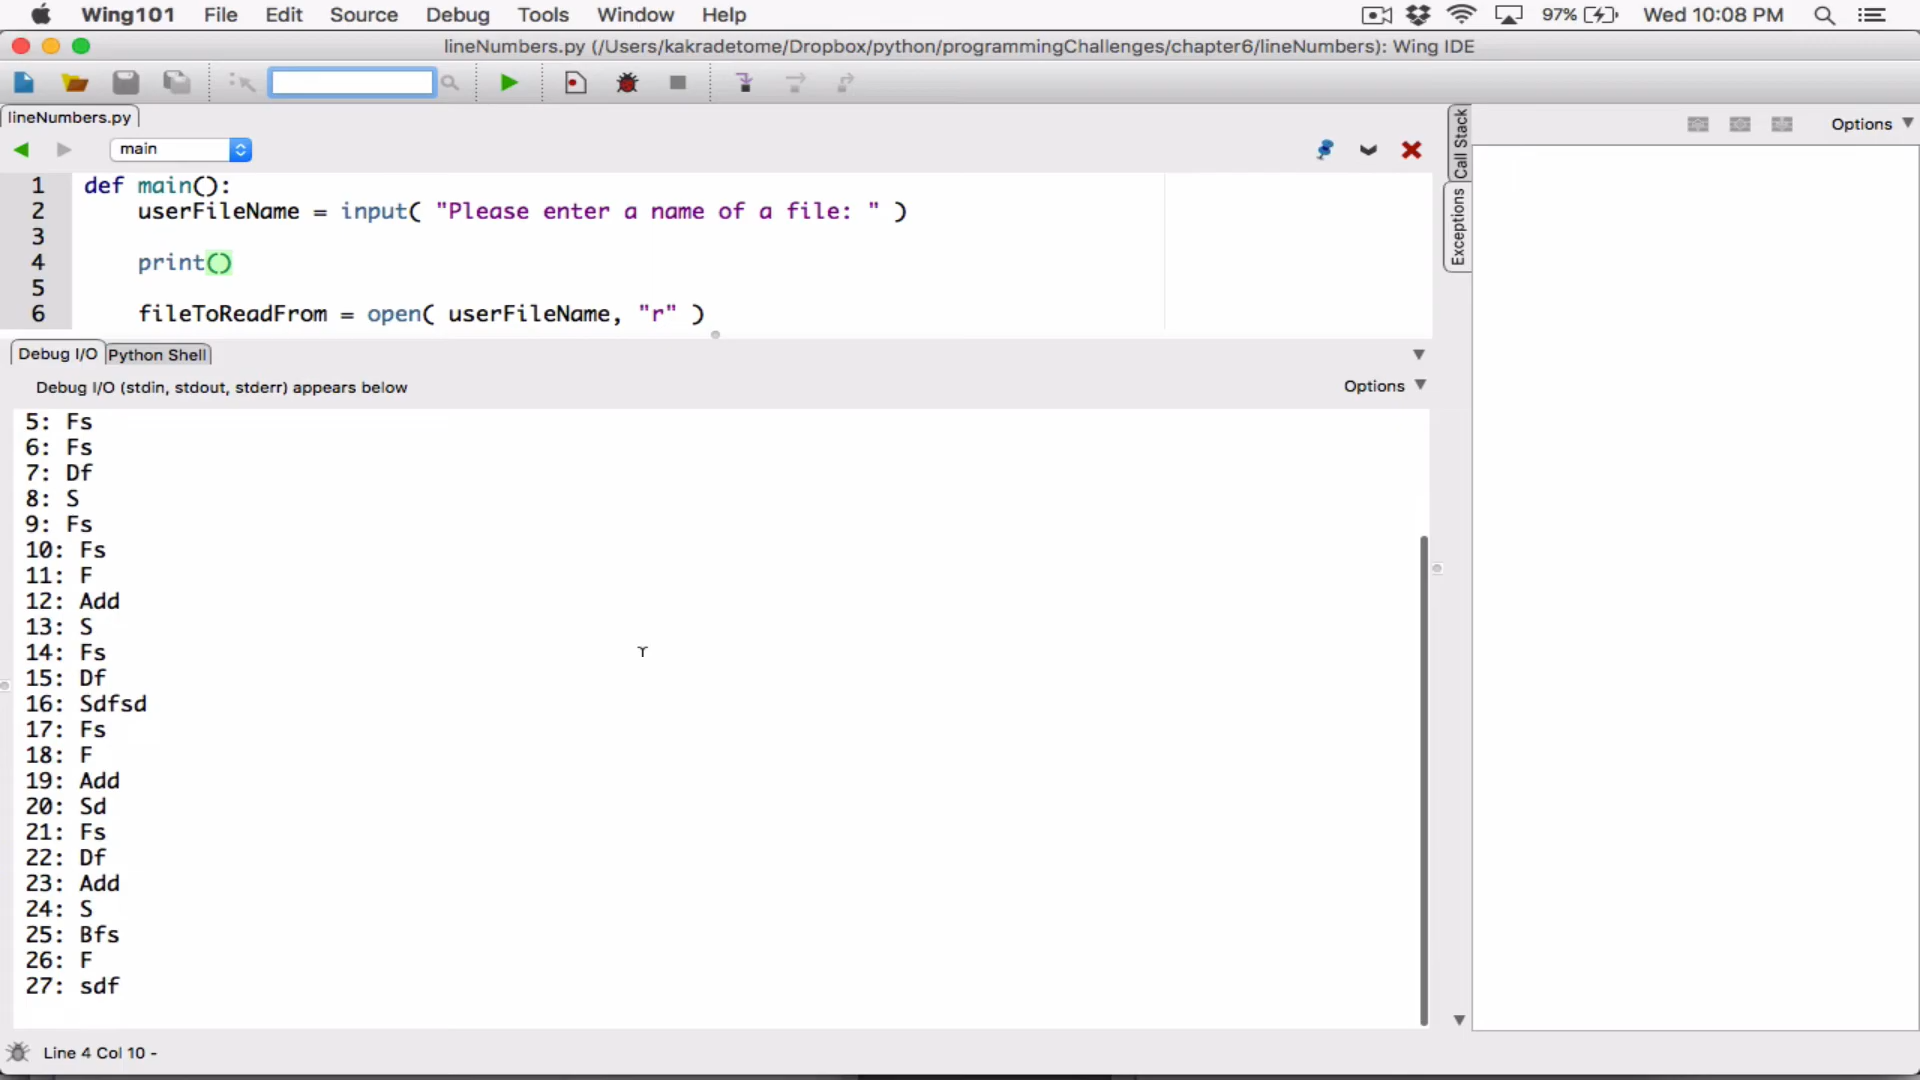 Wing101 File Edit Source Debug Tools Window Help 97% Wed 10:08 PM
lineNumbers.py (/Users/kakradetome/Dropbox/python/programmingChallenges/chapter6/lineNumbers): Wing IDE
lineNumbers.py
main
Call Stack
Exceptions
Options
1 def main():
2 userFileName = input( "Please enter a name of a file: " )
3
4 print()
5
6 fileToReadFrom = open( userFileName, "r" )
Debug I/O Python Shell
Debug I/O (stdin, stdout, stderr) appears below
Options
5: Fs
6: Fs
7: Df
8: S
9: Fs
10: Fs
11: F
12: Add
13: S
14: Fs
15: Df
16: Sdfsd
17: Fs
18: F
19: Add
20: Sd
21: Fs
22: Df
23: Add
24: S
25: Bfs
26: F
27: sdf
Line 4 Col 10 -